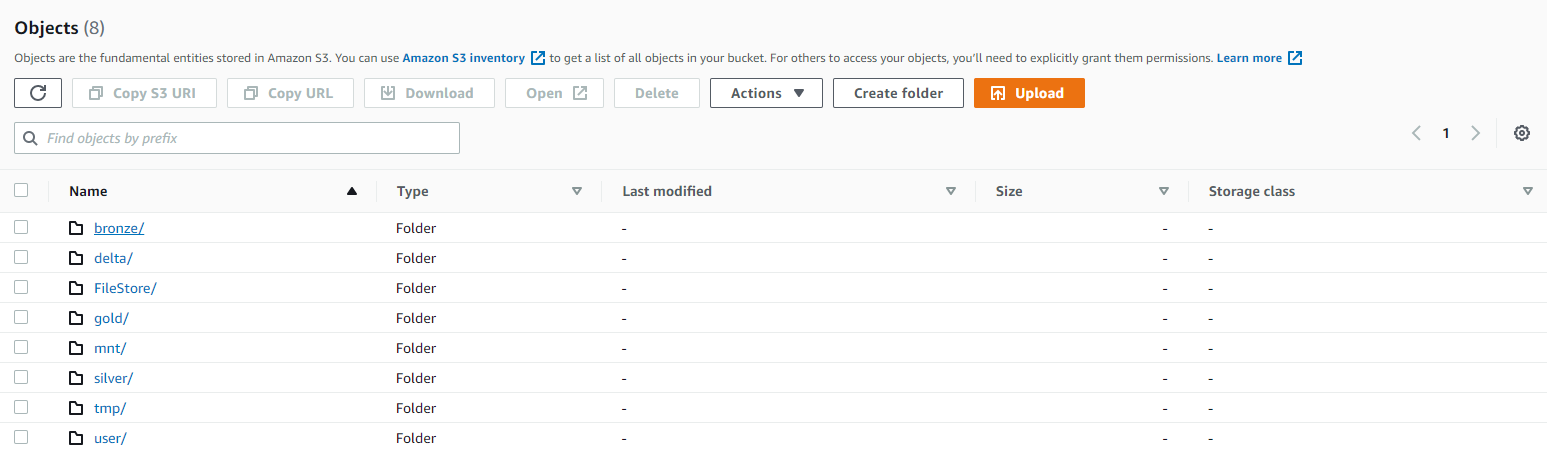 Objects (8)
Objects are the fundamental entities stored in Amazon S3. You can use Amazon S3 inventory to get a list of all objects in your bucket. For others to access your objects, you'll need to explicitly grant them permissions. Learn more
Copy S3 URI Copy URL Download Open Delete Actions Create folder Upload
Find objects by prefix
1
Name Type Last modified Size Storage class
bronze/ Folder - - -
delta/ Folder - - -
FileStore/ Folder - - -
gold/ Folder - - -
mnt/ Folder - - -
silver/ Folder - - -
tmp/ Folder - - -
user/ Folder - - -